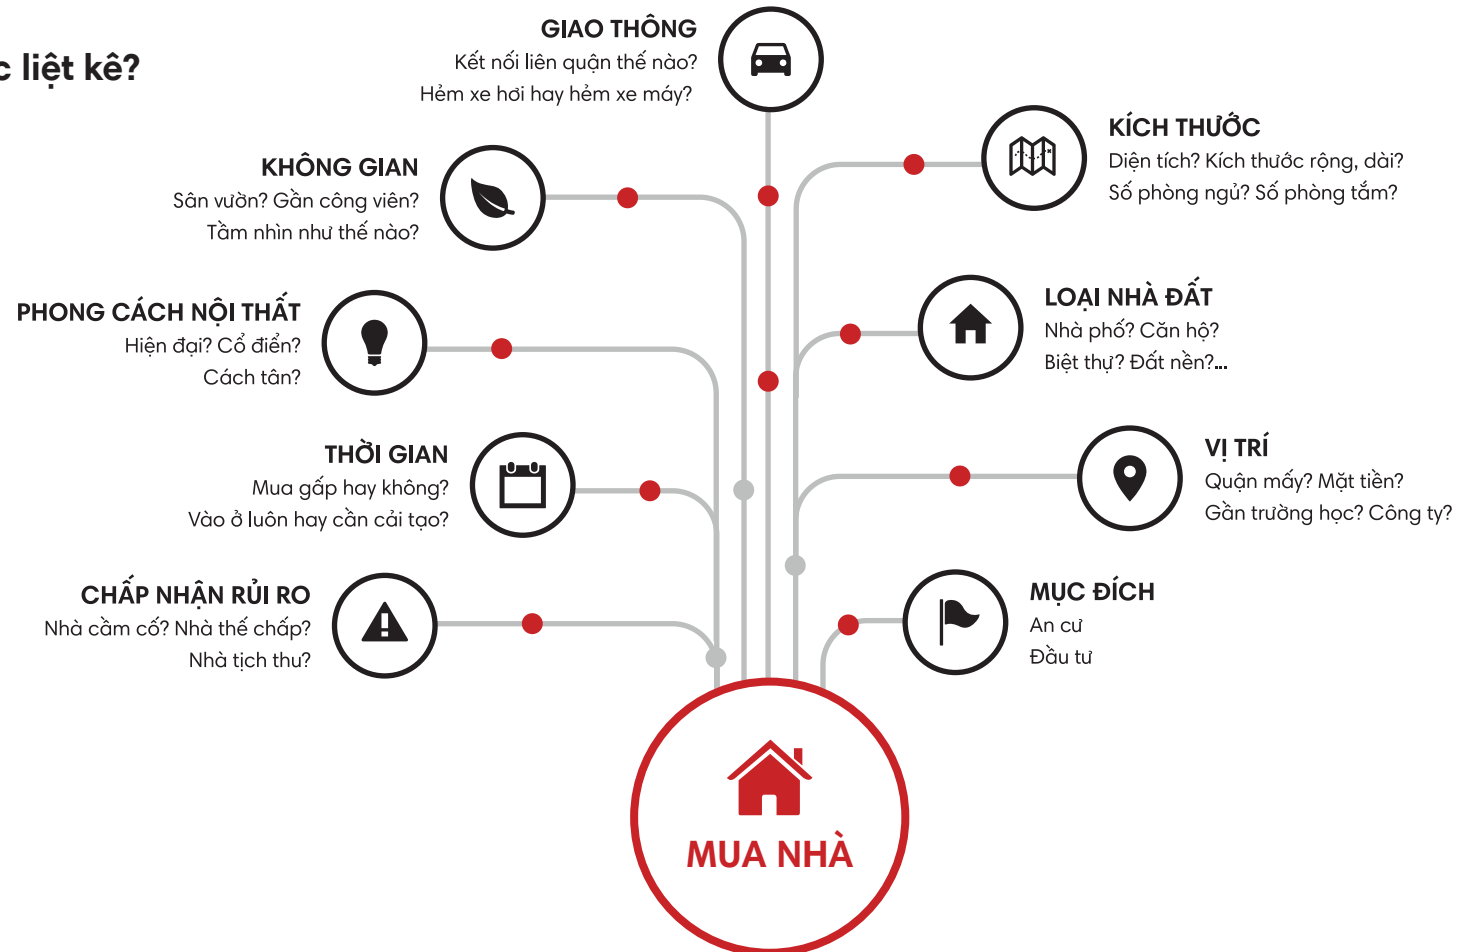 c liệt kê?
GIAO THÔNG
Kết nối liên quận thế nào?
Hẻm xe hơi hay hẻm xe máy?
KHÔNG GIAN
Sân vườn? Gần công viên?
Tầm nhìn như thế nào?
PHONG CÁCH NỘI THẤT
Hiện đại? Cổ điển?
Cách tân?
THỜI GIAN
Mua gấp hay không?
Vào ở luôn hay cần cải tạo?
CHẤP NHẬN RỦI RO
Nhà cầm cố? Nhà thế chấp?
Nhà tịch thu?
KÍCH THƯỚC
Diện tích? Kích thước rộng, dài?
Số phòng ngủ? Số phòng tắm?
LOẠI NHÀ ĐẤT
Nhà phố? Căn hộ?
Biệt thự? Đất nền?...
VỊ TRÍ
Quận mấy? Mặt tiền?
Gần trường học? Công ty?
MỤC ĐÍCH
An cư
Đầu tư
MUA NHÀ